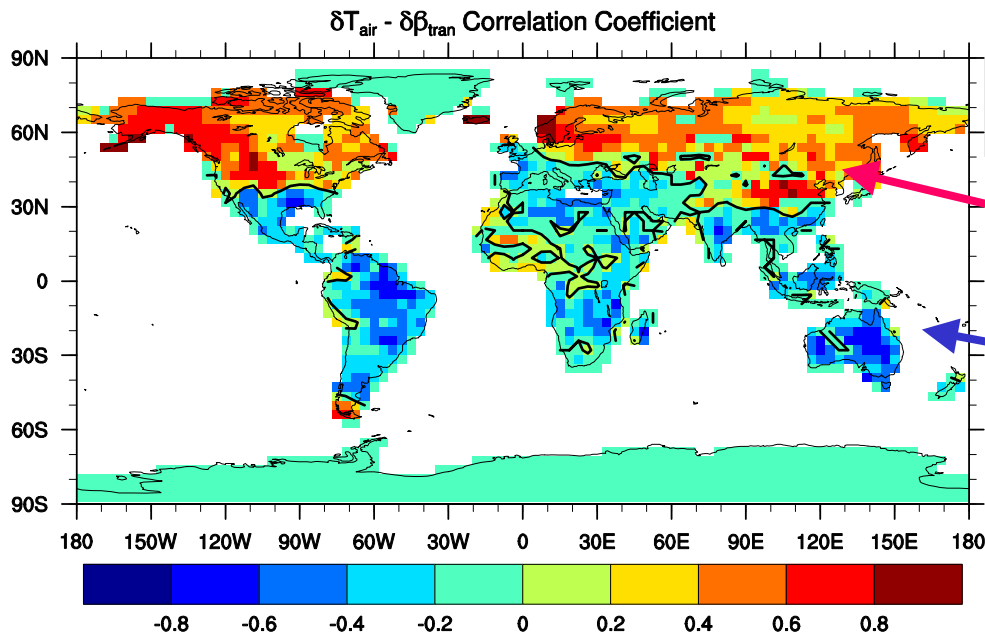 δT_air - δβ_tran Correlation Coefficient
90N
60N
30N
0
30S
60S
90S
180 150W 120W 90W 60W 30W 0 30E 60E 90E 120E 150E 180
-0.8 -0.6 -0.4 -0.2 0 0.2 0.4 0.6 0.8